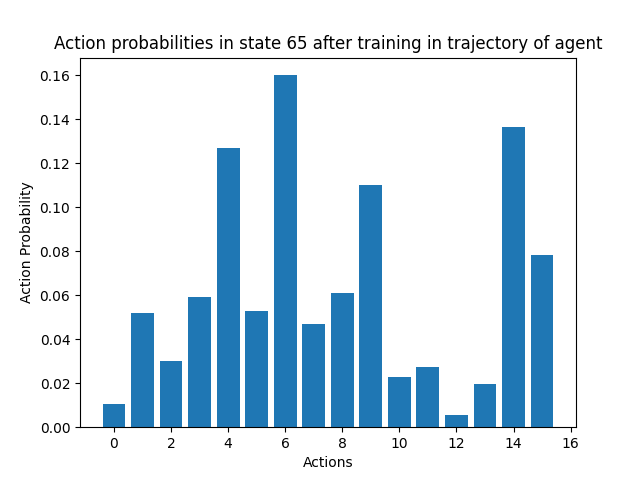 Action probabilities in state 65 after training in trajectory of agent
0.16
0.14
0.12
0.10
0.08
0.06
0.04
0.02
0.00
Action Probability
0 2 4 6 8 10 12 14 16
Actions